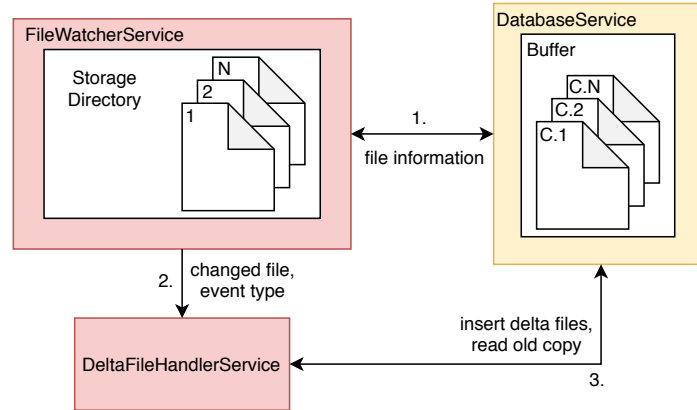 FileWatcherService
Storage
Directory
N
2
1
DatabaseService
Buffer
C.N
C.2
C.1
1.
file information
2.
changed file,
event type
DeltaFileHandlerService
insert delta files,
read old copy
3.